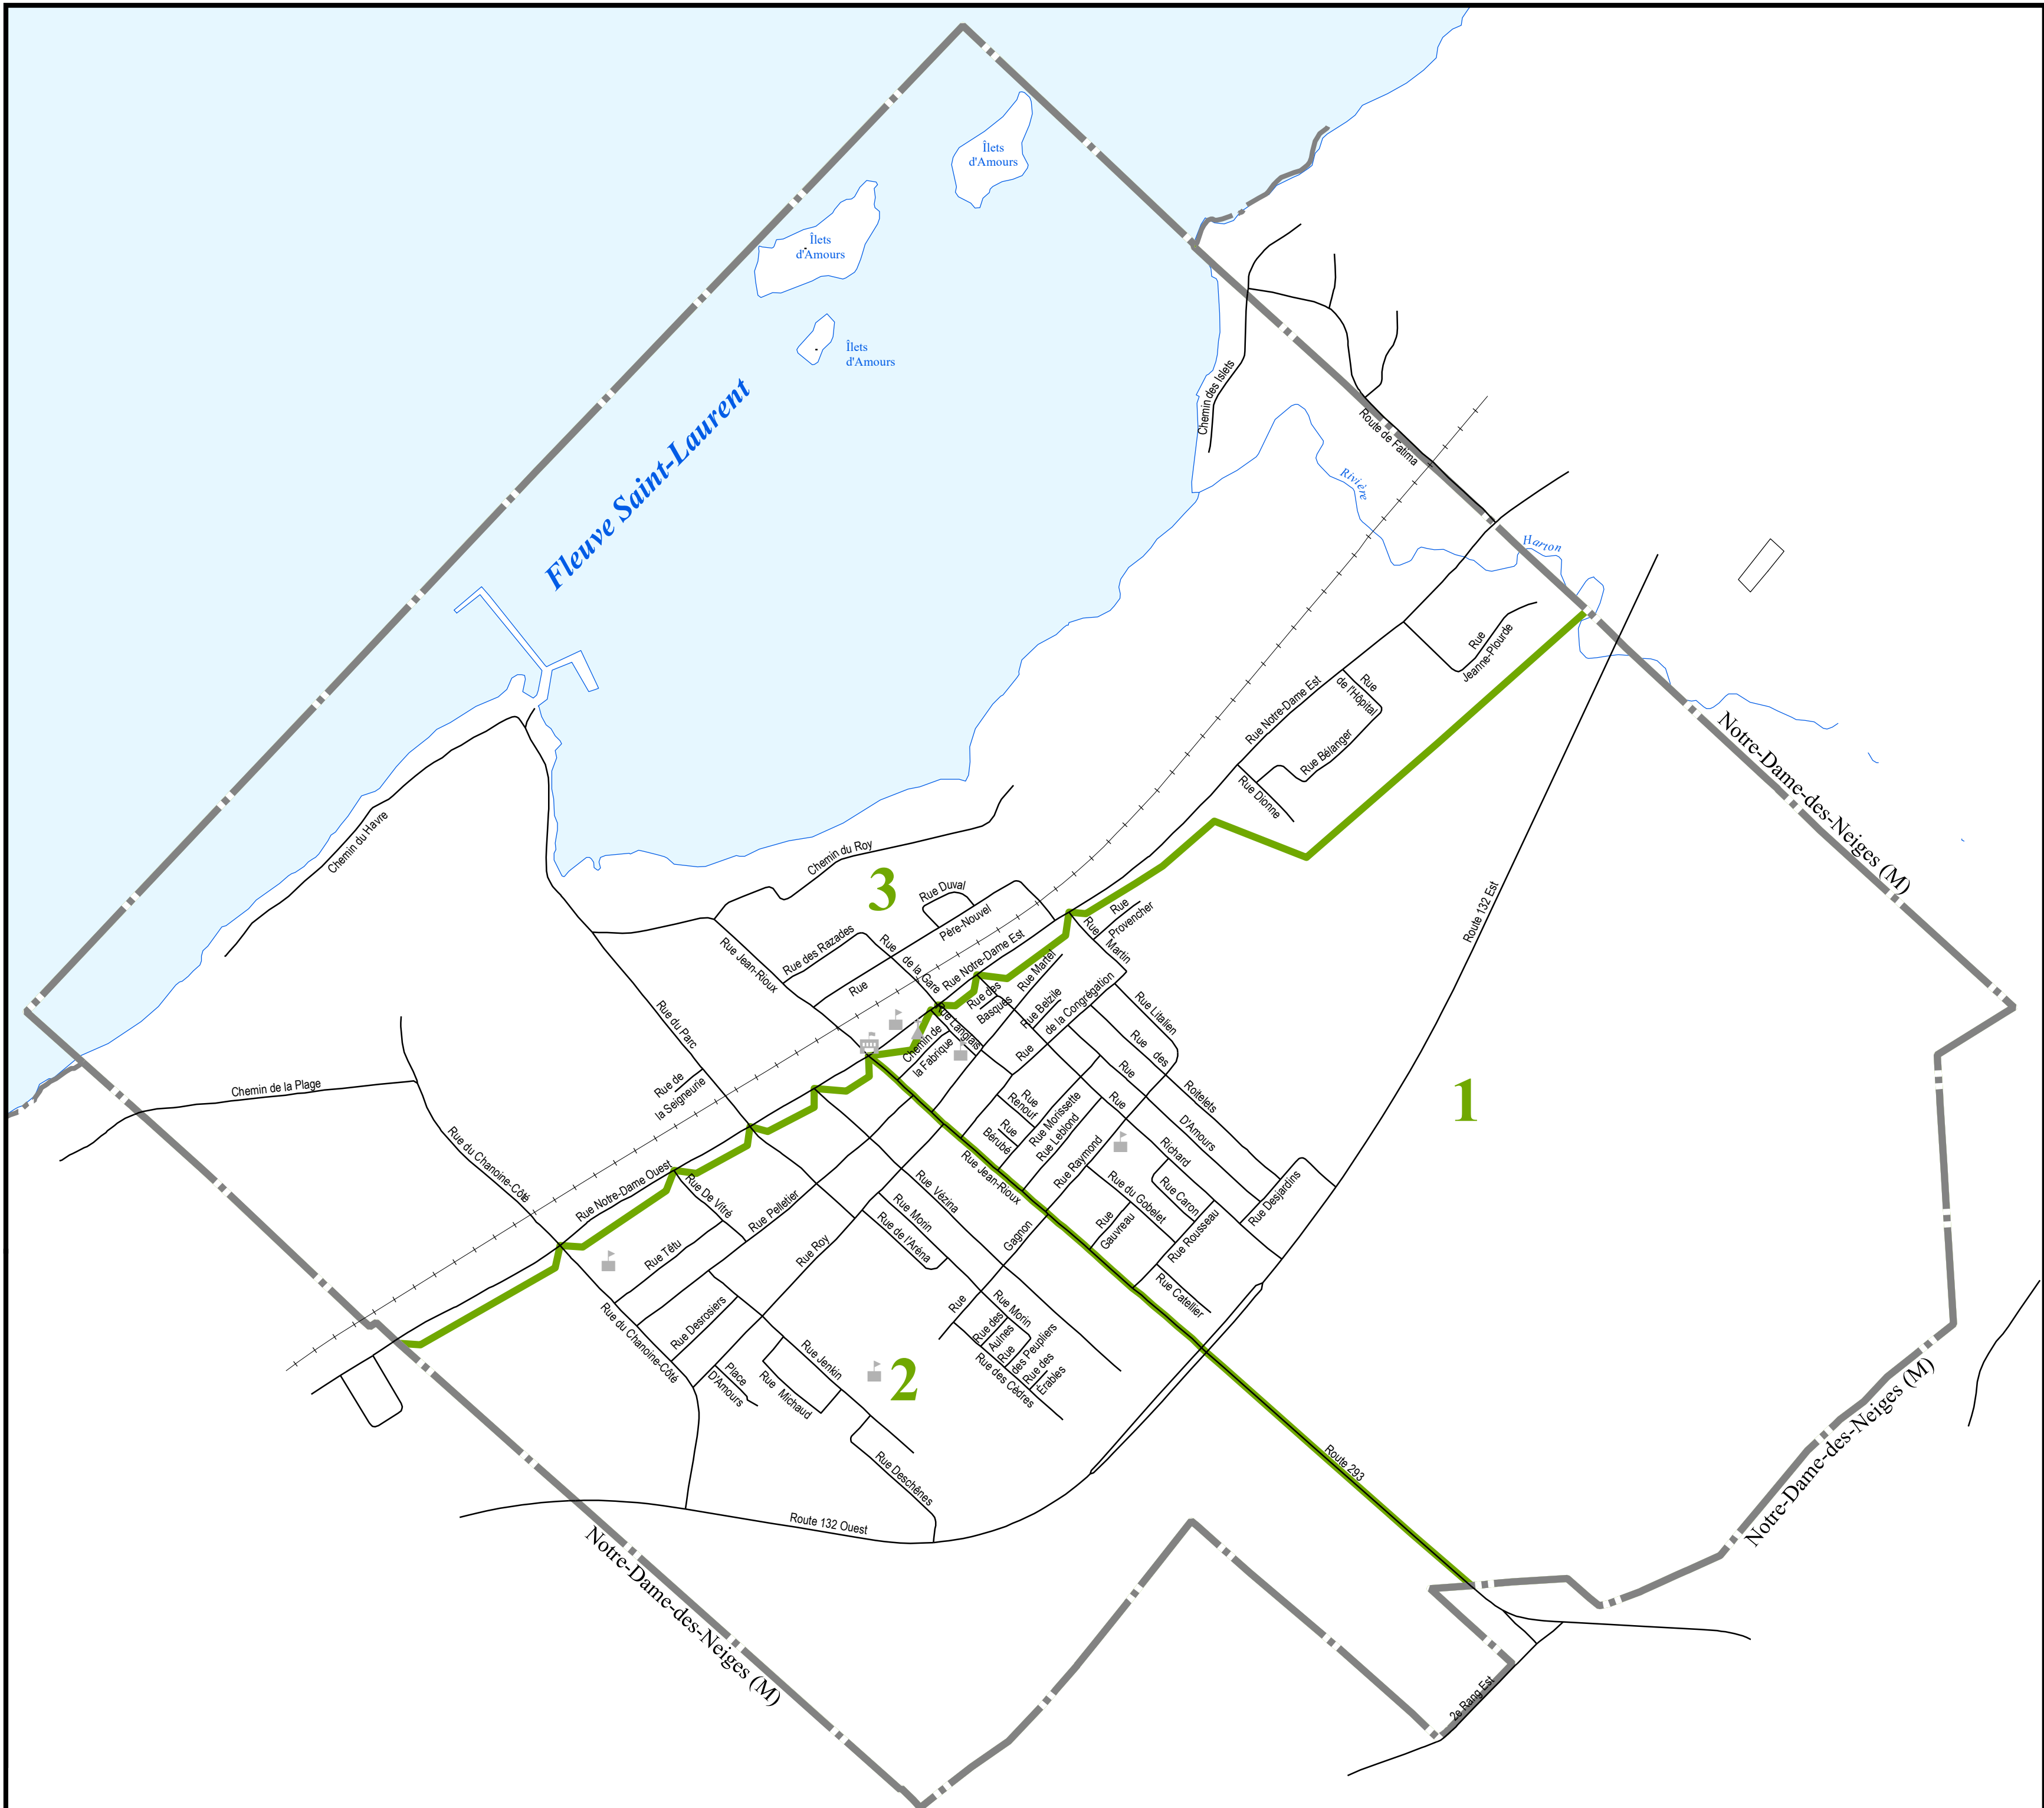 Îlets
d'Amours
Îlets
d'Amours
Îlets
d'Amours
Fleuve Saint-Laurent
Chemin des Islets
Route de Fatima
Rivière
Harton
Rue
Jeanne-Plourde
Rue
de l'Hôpital
Rue Notre-Dame Est
Rue Bélanger
Rue Dionne
Notre-Dame-des-Neiges (M)
Chemin du Havre
Chemin du Roy
3
Rue Duval
Père-Nouvel
Rue
Rue
Provencher
Rue
Martin
Route 132 Est
Rue des Razades
Rue
de la Gare
Rue Notre-Dame Est
Rue Jean-Rioux
Rue Martel
Rue des
Basques
Rue Belzile
de la Congrégation
Rue
Rue Litalien
Rue Langlais
Chemin de
la Fabrique
Rue du Parc
Rue de
la Seigneurie
Chemin de la Plage
Rue des
Roitelets
Rue
D'Amours
Rue
Richard
1
Rue
Renouf
Rue
Bérubé
Rue Morissette
Rue Leblond
Rue Raymond
Rue du Chanoine-Côté
Rue Notre-Dame Ouest
Rue De Vitré
Rue Pelletier
Rue Vézina
Rue Jean-Rioux
Rue du Gobelet
Rue Caron
Rue Desjardins
Rue Morin
Rue de l'Aréna
Rue Roy
Rue Têtu
Gagnon
Rue
Rue
Gauvreau
Rue Rousseau
Rue Catellier
Rue du Chanoine-Côté
Rue Desrosiers
Rue Morin
Rue des
Aulnes
Rue
des Peupliers
Rue des
Érables
Rue des Cèdres
Rue Jenkin
Place
D'Amours
Rue Michaud
2
Notre-Dame-des-Neiges (M)
Rue Deschênes
Route 293
Route 132 Ouest
Notre-Dame-des-Neiges (M)
2e Rang Est